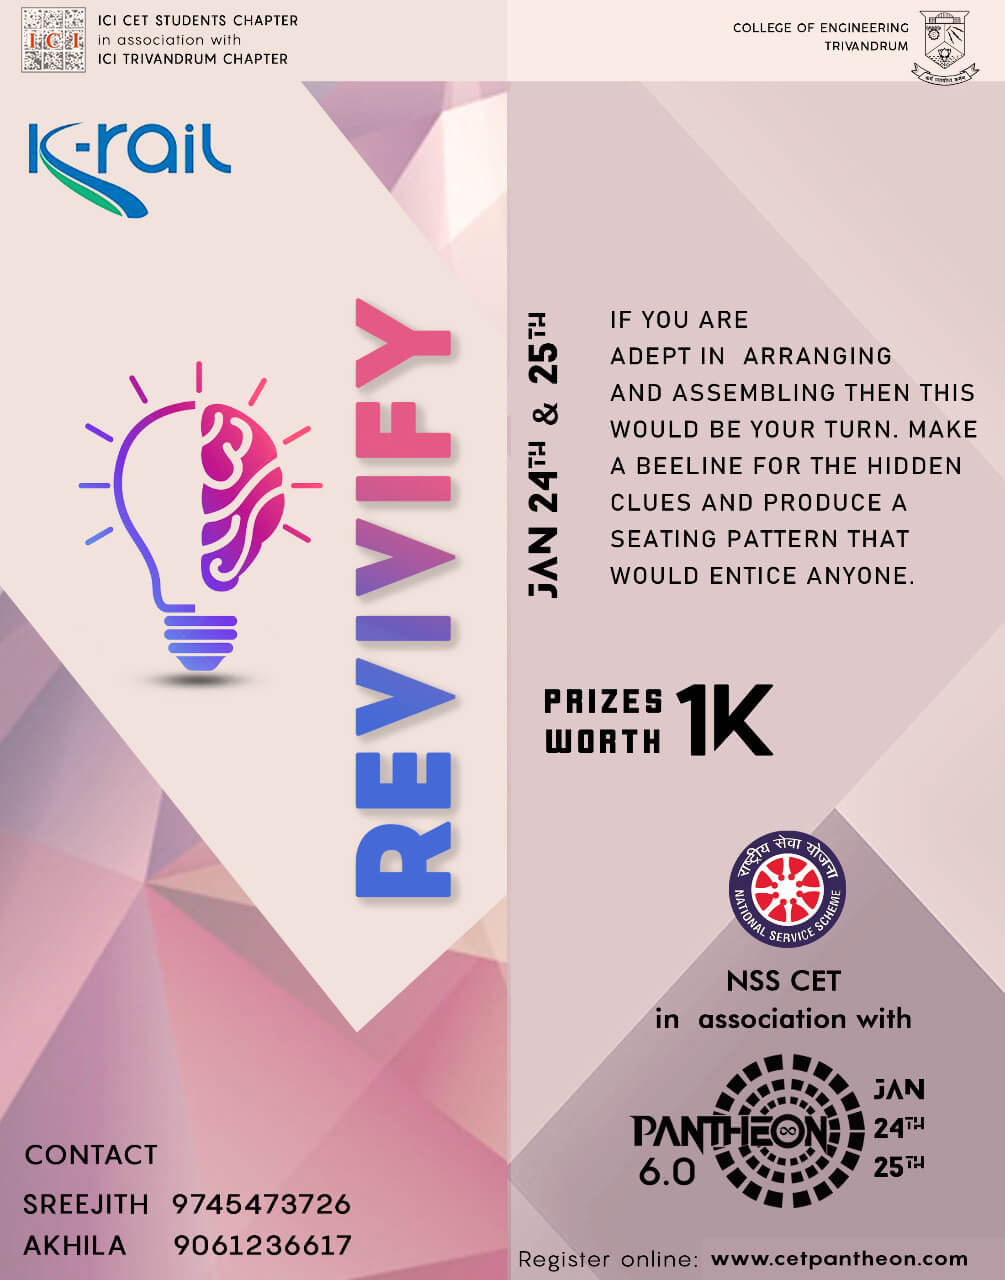 ICI CET STUDENTS CHAPTER
in association with
ICI TRIVANDRUM CHAPTER
ICI
COLLEGE OF ENGINEERING
TRIVANDRUM
K-rail
REVIVIFY
JAN 24TH & 25TH
IF YOU ARE
ADEPT IN ARRANGING
AND ASSEMBLING THEN THIS
WOULD BE YOUR TURN. MAKE
A BEELINE FOR THE HIDDEN
CLUES AND PRODUCE A
SEATING PATTERN THAT
WOULD ENTICE ANYONE.
PRIZES
WORTH
1K
राष्ट्रीय सेवा योजना
NATIONAL SERVICE SCHEME
NSS CET
in association with
PANTHEON
6.0
JAN
24TH
25TH
CONTACT
SREEJITH 9745473726
AKHILA 9061236617
Register online: www.cetpantheon.com